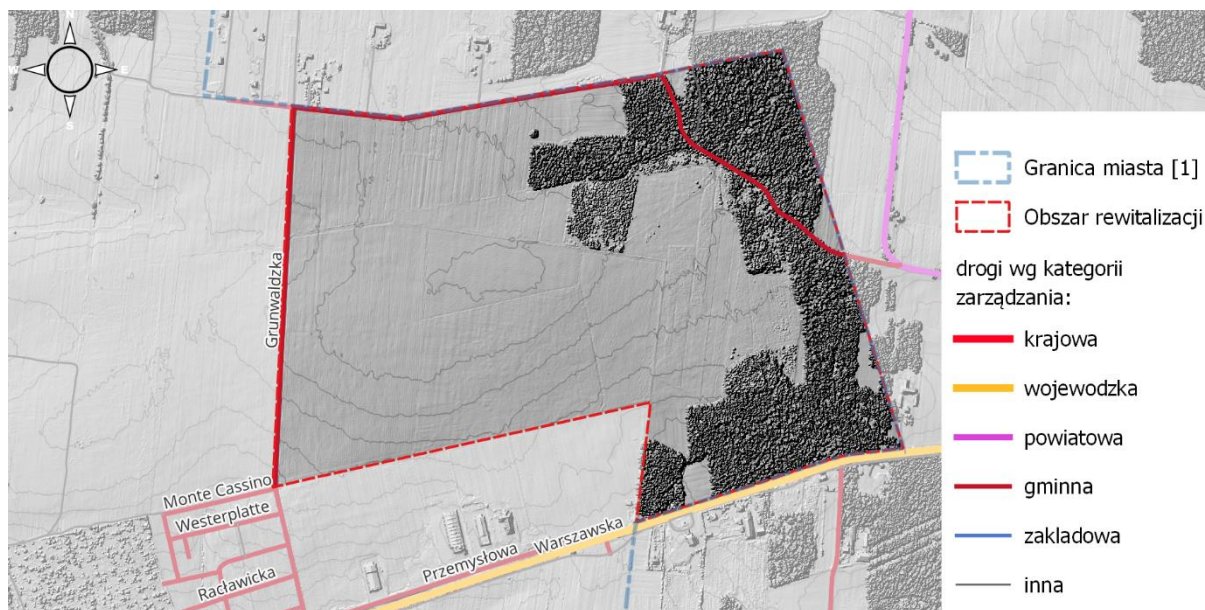 N
W
E
S
Grunwaldzka
Monte Cassino
Westerplatte
Racławicka
Przemysłowa
Warszawska
Granica miasta [1]
Obszar rewitalizacji
drogi wg kategorii
zarządzania:
krajowa
wojewodzka
powiatowa
gminna
zakladowa
inna